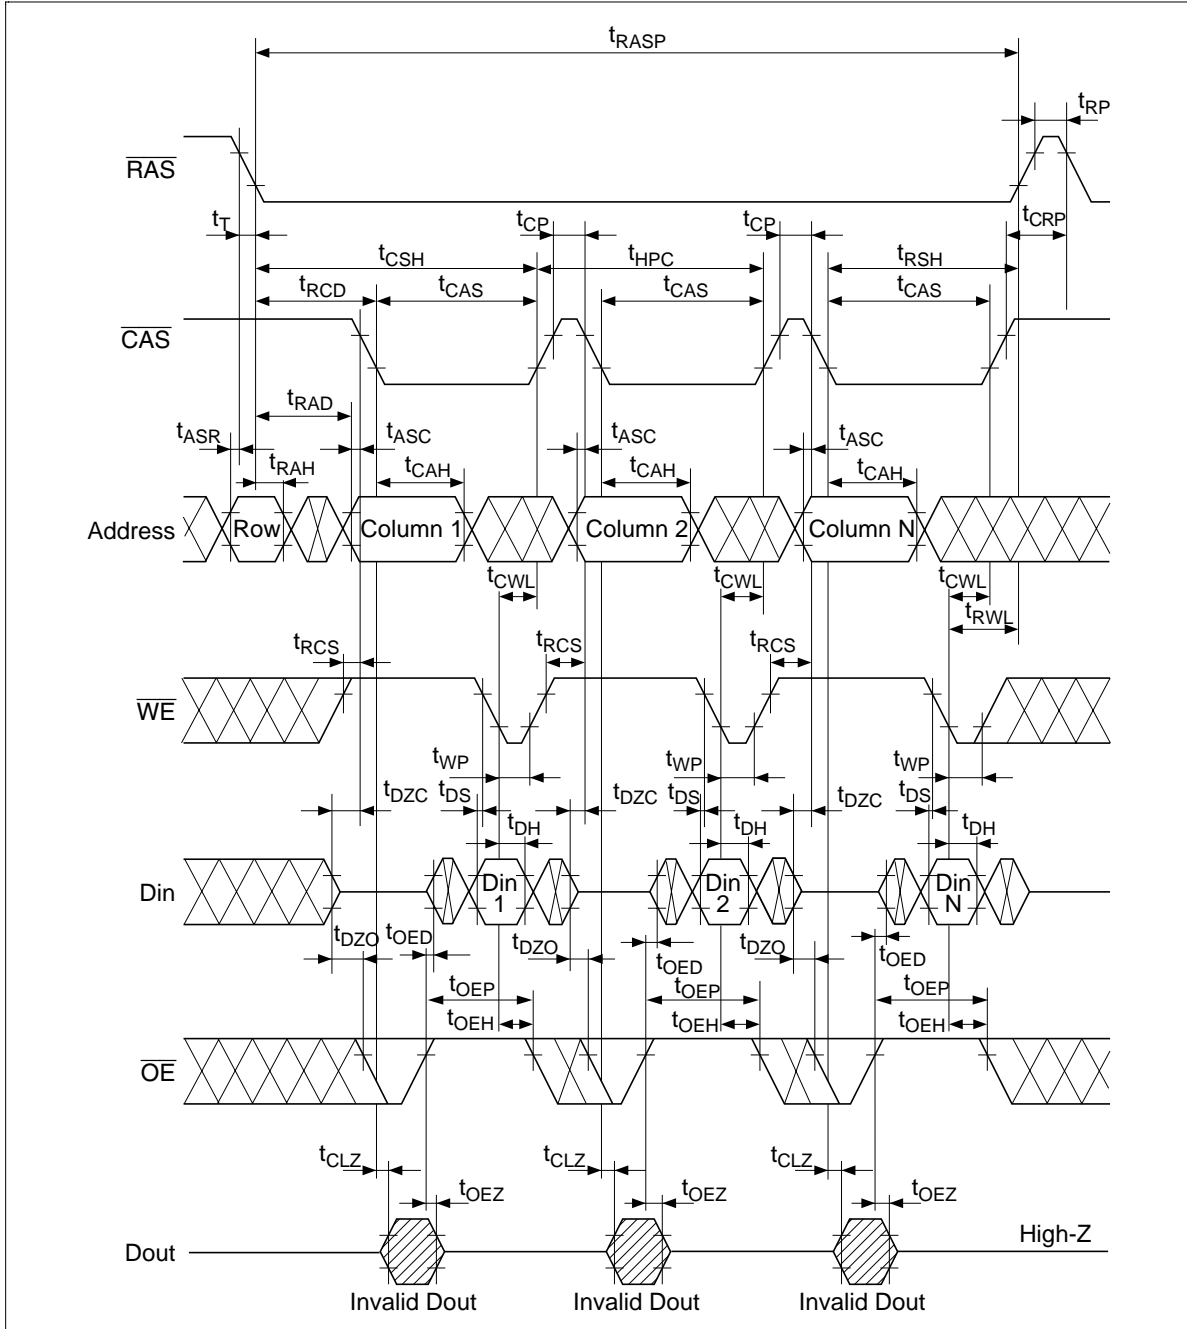 tRASP
tRP
RAS
tT tCP tCP tCRP
tCSH tHPC tRSH
tRCD tCAS tCAS tCAS
CAS
tRAD
tASR tASC tASC tASC
tRAH tCAH tCAH tCAH
Address Row Column 1 Column 2 Column N
tCWL tCWL tCWL
tRWL
tRCS tRCS tRCS
WE
tWP tWP tWP
tDZC tDS tDZC tDS tDZC tDS
tDH tDH tDH
Din Din 1 Din 2 Din N
tDZO tOED tDZO tOED tDZO tOED
tOEP tOEP tOEP
tOEH tOEH tOEH
OE
tCLZ tCLZ tCLZ
tOEZ tOEZ tOEZ
Dout High-Z
Invalid Dout Invalid Dout Invalid Dout